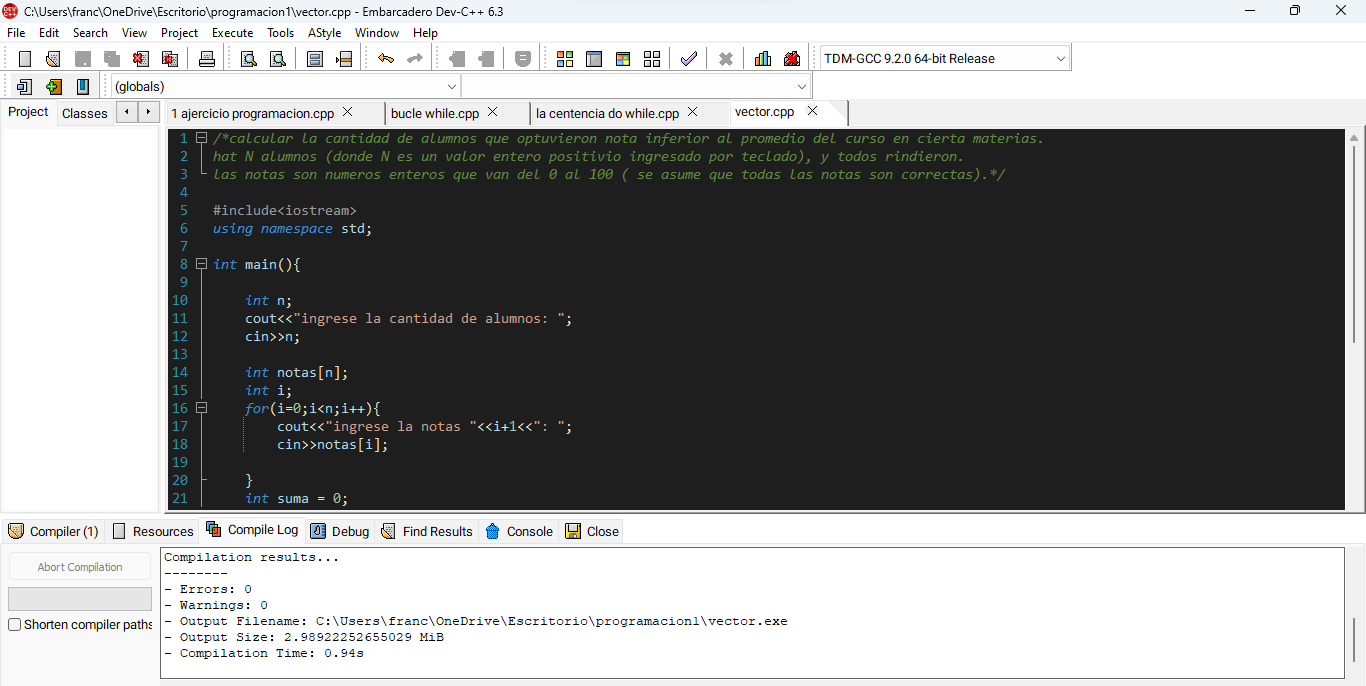 C:\Users\franc\OneDrive\Escritorio\programacion1\vector.cpp - Embarcadero Dev-C++ 6.3
File Edit Search View Project Execute Tools AStyle Window Help
TDM-GCC 9.2.0 64-bit Release
(globals)
Project Classes 1 ajercicio programacion.cpp bucle while.cpp la centencia do while.cpp vector.cpp
1 /*calcular la cantidad de alumnos que optuvieron nota inferior al promedio del curso en cierta materias.
2 hat N alumnos (donde N es un valor entero positivio ingresado por teclado), y todos rindieron.
3 las notas son numeros enteros que van del 0 al 100 ( se asume que todas las notas son correctas).*/
4
5 #include<iostream>
6 using namespace std;
7
8 int main(){
9
10 int n;
11 cout<<"ingrese la cantidad de alumnos: ";
12 cin>>n;
13
14 int notas[n];
15 int i;
16 for(i=0;i<n;i++){
17 cout<<"ingrese la notas "<<i+1<<": ";
18 cin>>notas[i];
19
20 }
21 int suma = 0;
Compiler (1) Resources Compile Log Debug Find Results Console Close
Abort Compilation
Shorten compiler paths
Compilation results...
--------
- Errors: 0
- Warnings: 0
- Output Filename: C:\Users\franc\OneDrive\Escritorio\programacion1\vector.exe
- Output Size: 2.98922252655029 MiB
- Compilation Time: 0.94s